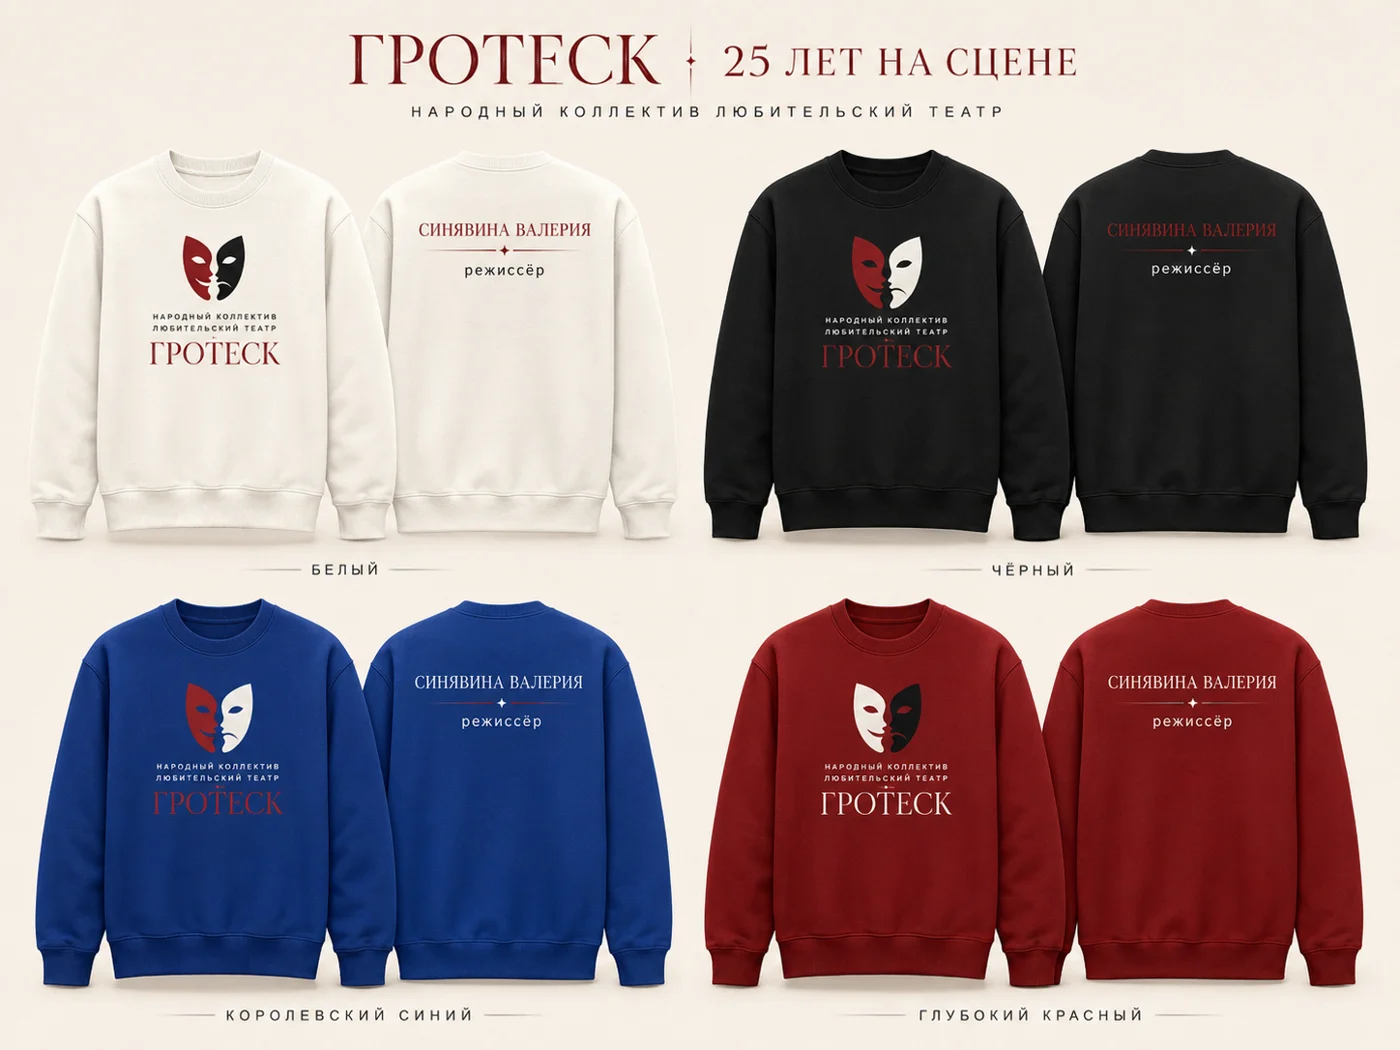 ГРОТЕСК
25 ЛЕТ НА СЦЕНЕ
НАРОДНЫЙ КОЛЛЕКТИВ ЛЮБИТЕЛЬСКИЙ ТЕАТР
НАРОДНЫЙ КОЛЛЕКТИВ
ЛЮБИТЕЛЬСКИЙ ТЕАТР
ГРОТЕСК
СИНЯВИНА ВАЛЕРИЯ
режиссёр
БЕЛЫЙ
НАРОДНЫЙ КОЛЛЕКТИВ
ЛЮБИТЕЛЬСКИЙ ТЕАТР
ГРОТЕСК
СИНЯВИНА ВАЛЕРИЯ
режиссёр
ЧЁРНЫЙ
НАРОДНЫЙ КОЛЛЕКТИВ
ЛЮБИТЕЛЬСКИЙ ТЕАТР
ГРОТЕСК
СИНЯВИНА ВАЛЕРИЯ
режиссёр
КОРОЛЕВСКИЙ СИНИЙ
НАРОДНЫЙ КОЛЛЕКТИВ
ЛЮБИТЕЛЬСКИЙ ТЕАТР
ГРОТЕСК
СИНЯВИНА ВАЛЕРИЯ
режиссёр
ГЛУБОКИЙ КРАСНЫЙ